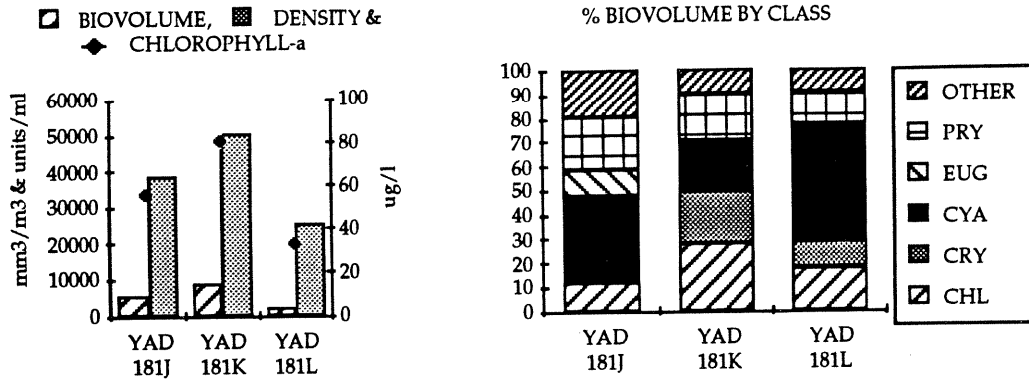 BIOVOLUME, DENSITY &
CHLOROPHYLL-a
60000
50000
40000
30000
20000
10000
0
mm3/m3 & units/ml
100
80
60
40
20
0
ug/l
YAD
181J
YAD
181K
YAD
181L
% BIOVOLUME BY CLASS
100
90
80
70
60
50
40
30
20
10
0
YAD
181J
YAD
181K
YAD
181L
OTHER
PRY
EUG
CYA
CRY
CHL